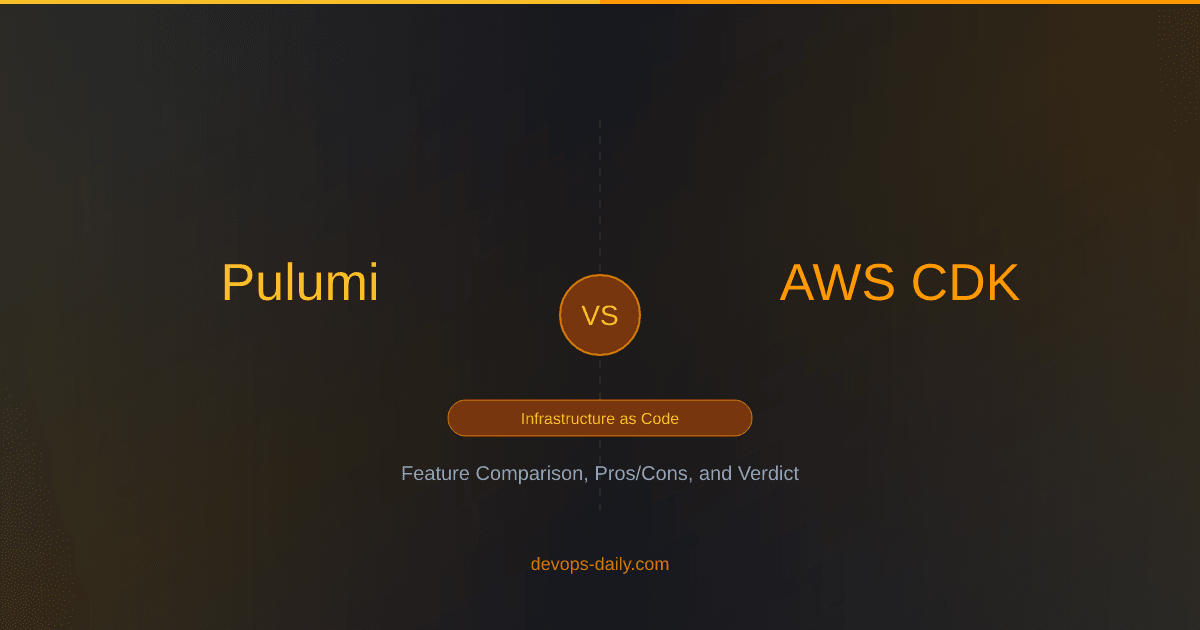 Pulumi
VS
AWS CDK
Infrastructure as Code
Feature Comparison, Pros/Cons, and Verdict
devops-daily.com